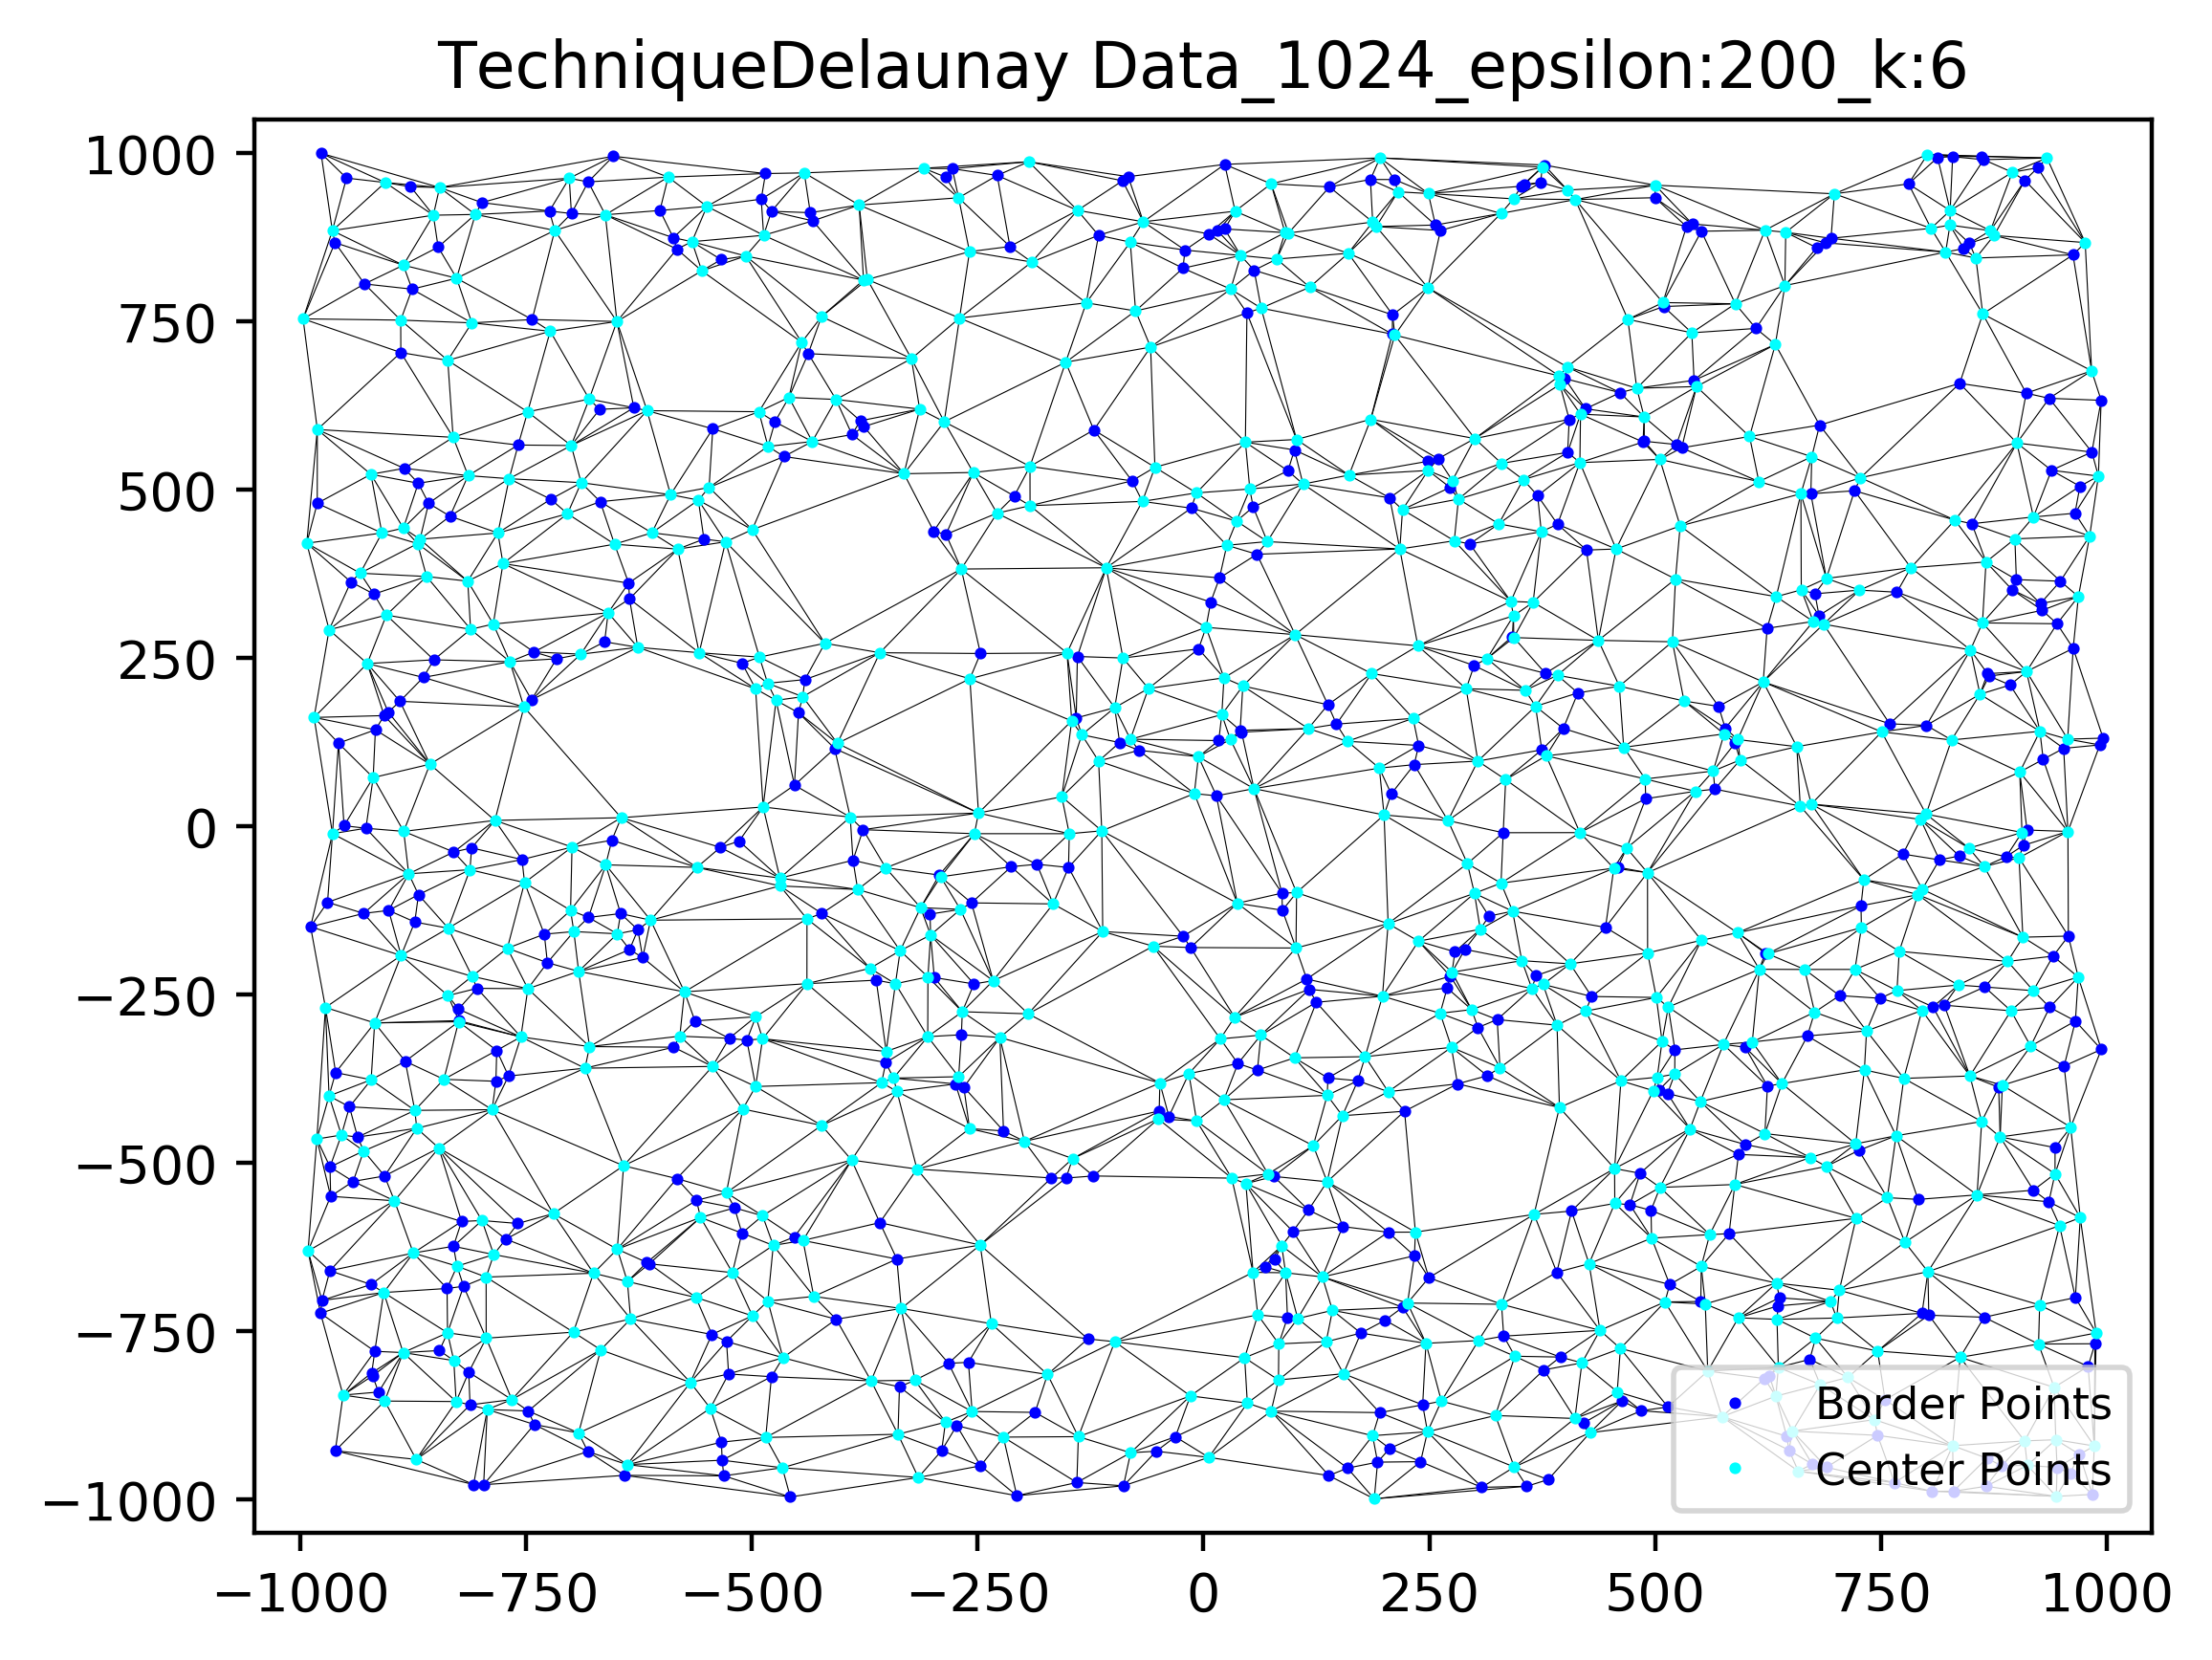 TechniqueDelaunay Data_1024_epsilon:200_k:6
1000
750
500
250
0
−250
−500
−750
−1000
−1000 −750 −500 −250 0 250 500 750 1000
Border Points
Center Points